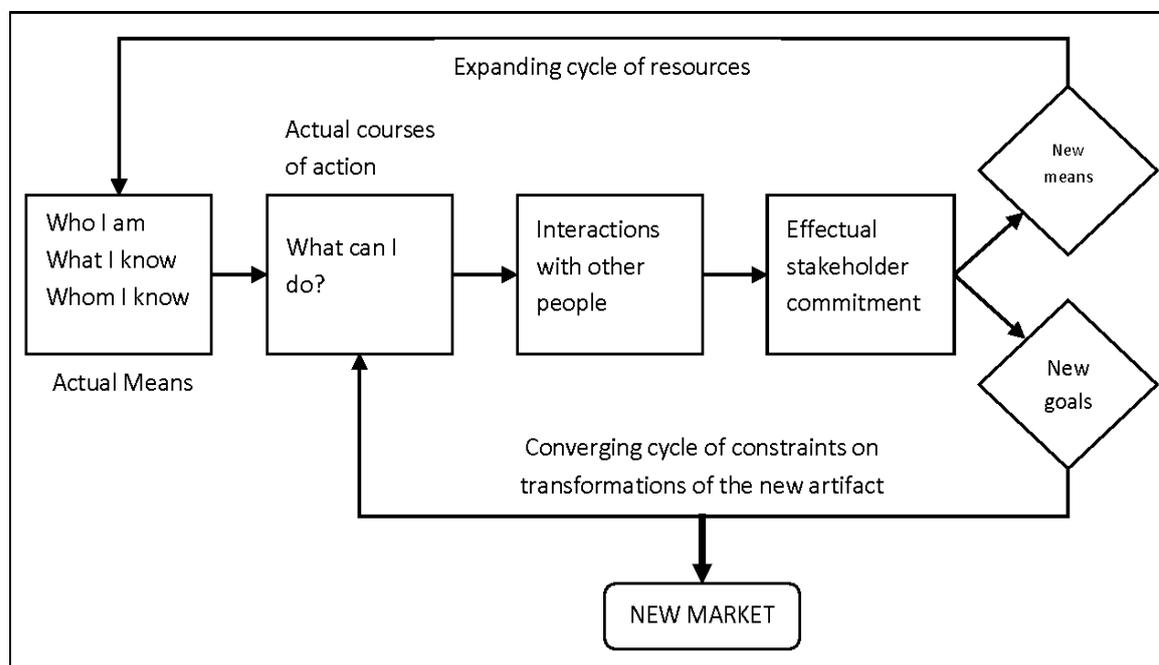 Expanding cycle of resources
Actual courses
of action
Who I am
What I know
Whom I know
Actual Means
What can I
do?
Interactions
with other
people
Effectual
stakeholder
commitment
New
means
New
goals
Converging cycle of constraints on
transformations of the new artifact
NEW MARKET